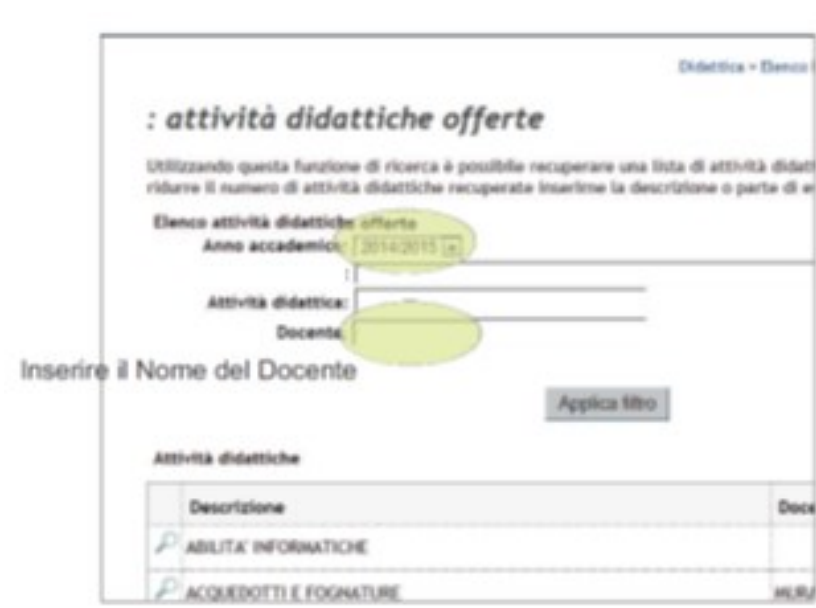 Didattica » Elenco
: attività didattiche offerte
Utilizzando questa funzione di ricerca è possibile recuperare una lista di attività didat
ridurre il numero di attività didattiche recuperate inserirne la descrizione o parte di e
Elenco attività didattiche offerte
Anno accademico: 2014/2015
:
Attività didattica:
Docente
Inserire il Nome del Docente
Applica filtro
Attività didattiche
Descrizione Doce
ABILITA' INFORMATICHE
ACQUEDOTTI E FOGNATURE MURA